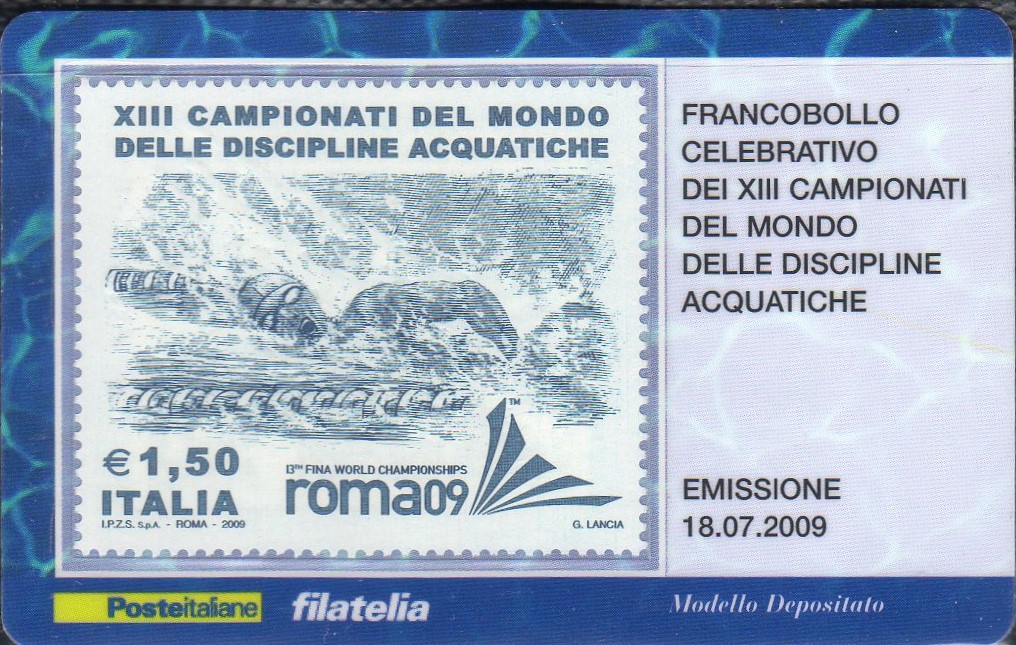 XIII CAMPIONATI DEL MONDO
DELLE DISCIPLINE ACQUATICHE
€ 1,50
ITALIA
I.P.Z.S. S.p.A. - ROMA - 2009
13TH FINA WORLD CHAMPIONSHIPS
roma09
TM
G. LANCIA
FRANCOBOLLO
CELEBRATIVO
DEI XIII CAMPIONATI
DEL MONDO
DELLE DISCIPLINE
ACQUATICHE
EMISSIONE
18.07.2009
Posteitaliane filatelia
Modello Depositato